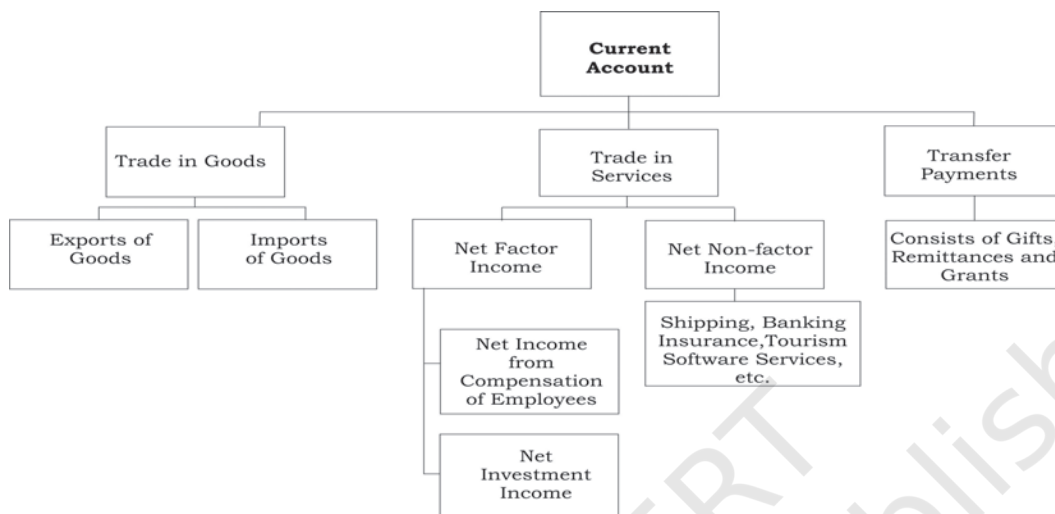 Current
Account
Trade in Goods
Trade in
Services
Transfer
Payments
Exports of
Goods
Imports
of Goods
Net Factor
Income
Net Non-factor
Income
Consists of Gifts,
Remittances and
Grants
Shipping, Banking
Insurance,Tourism
Software Services,
etc.
Net Income
from
Compensation
of Employees
Net
Investment
Income